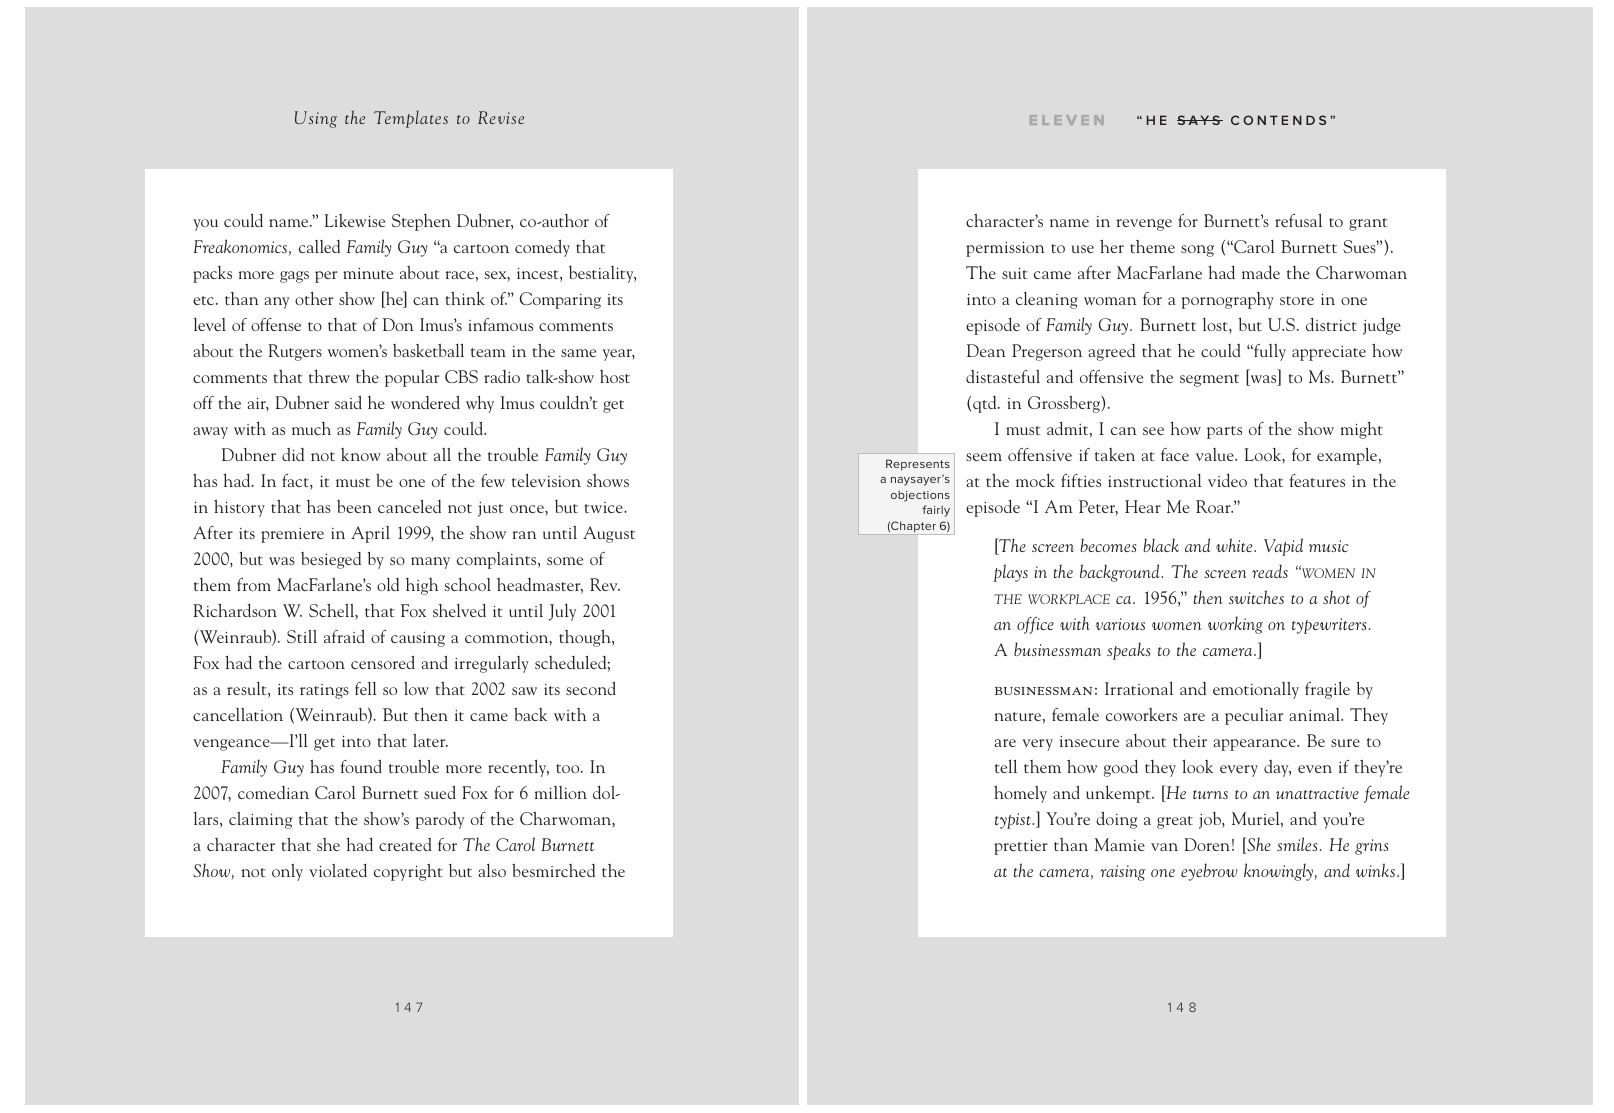 Using the Templates to Revise
you could name.” Likewise Stephen Dubner, co-author of
Freakonomics, called Family Guy “a cartoon comedy that
packs more gags per minute about race, sex, incest, bestiality,
etc. than any other show [he] can think of.” Comparing its
level of offense to that of Don Imus’s infamous comments
about the Rutgers women’s basketball team in the same year,
comments that threw the popular CBS radio talk-show host
off the air, Dubner said he wondered why Imus couldn’t get
away with as much as Family Guy could.
Dubner did not know about all the trouble Family Guy
has had. In fact, it must be one of the few television shows
in history that has been canceled not just once, but twice.
After its premiere in April 1999, the show ran until August
2000, but was besieged by so many complaints, some of
them from MacFarlane’s old high school headmaster, Rev.
Richardson W. Schell, that Fox shelved it until July 2001
(Weinraub). Still afraid of causing a commotion, though,
Fox had the cartoon censored and irregularly scheduled;
as a result, its ratings fell so low that 2002 saw its second
cancellation (Weinraub). But then it came back with a
vengeance—I’ll get into that later.
Family Guy has found trouble more recently, too. In
2007, comedian Carol Burnett sued Fox for 6 million dol-
lars, claiming that the show’s parody of the Charwoman,
a character that she had created for The Carol Burnett
Show, not only violated copyright but also besmirched the
147
ELEVEN “HE SAYS CONTENDS”
character’s name in revenge for Burnett’s refusal to grant
permission to use her theme song (“Carol Burnett Sues”).
The suit came after MacFarlane had made the Charwoman
into a cleaning woman for a pornography store in one
episode of Family Guy. Burnett lost, but U.S. district judge
Dean Pregerson agreed that he could “fully appreciate how
distasteful and offensive the segment [was] to Ms. Burnett”
(qtd. in Grossberg).
I must admit, I can see how parts of the show might
seem offensive if taken at face value. Look, for example,
at the mock fifties instructional video that features in the
episode “I Am Peter, Hear Me Roar.”
Represents
a naysayer’s
objections
fairly
(Chapter 6)
[The screen becomes black and white. Vapid music
plays in the background. The screen reads “WOMEN IN
THE WORKPLACE ca. 1956,” then switches to a shot of
an office with various women working on typewriters.
A businessman speaks to the camera.]
BUSINESSMAN: Irrational and emotionally fragile by
nature, female coworkers are a peculiar animal. They
are very insecure about their appearance. Be sure to
tell them how good they look every day, even if they’re
homely and unkempt. [He turns to an unattractive female
typist.] You’re doing a great job, Muriel, and you’re
prettier than Mamie van Doren! [She smiles. He grins
at the camera, raising one eyebrow knowingly, and winks.]
148